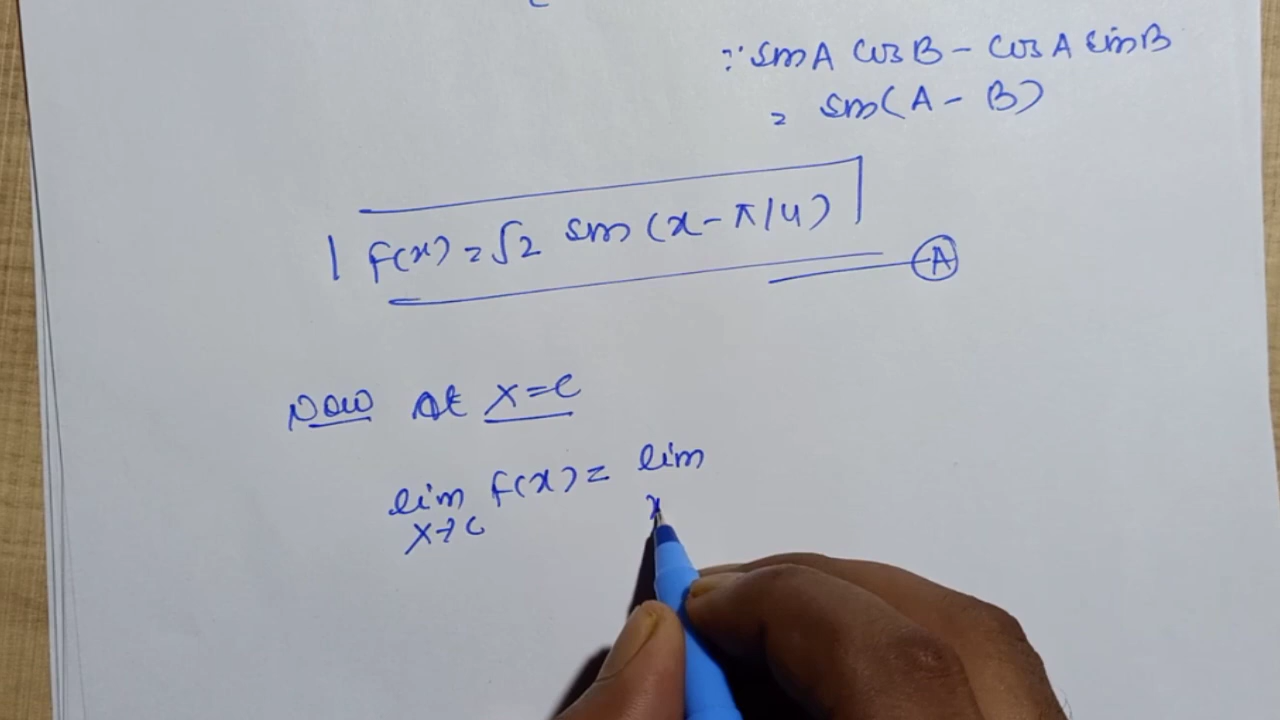 ∵ sin A cos B - cos A sin B
= sin(A - B)
f(x) = √2 sin (x - π/4)
A
Now At x=c
lim f(x) = lim
x→c x